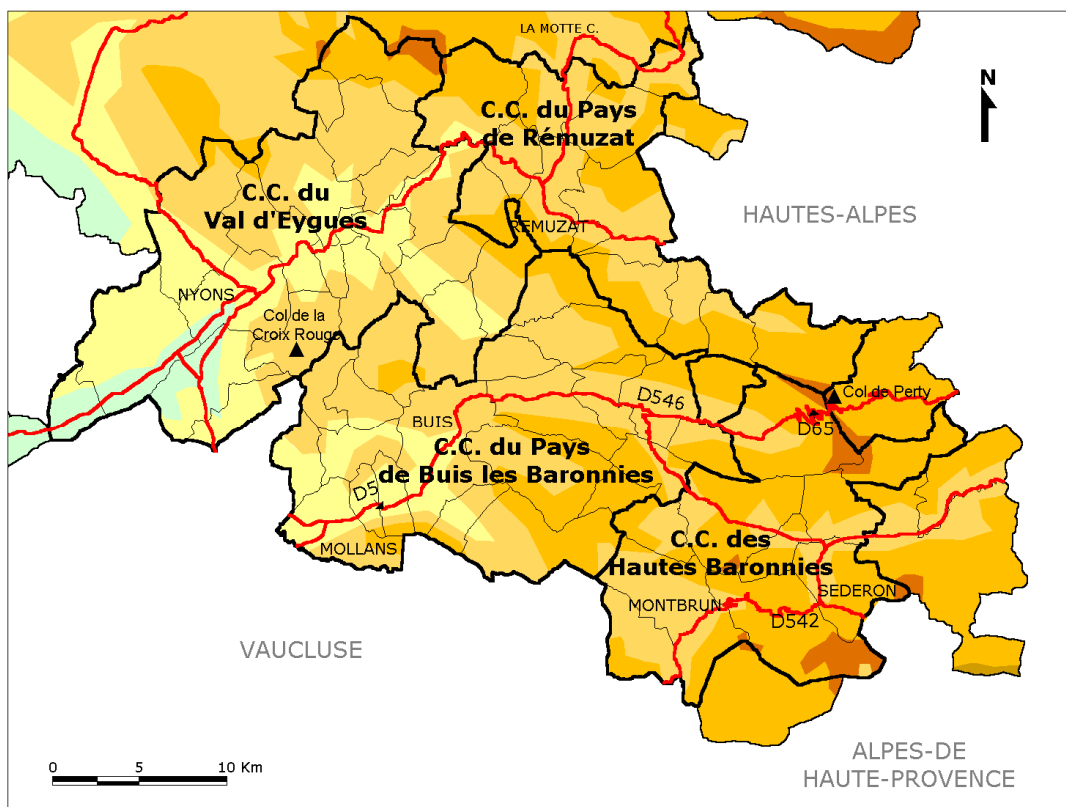 LA MOTTE C.
N
C.C. du Pays
de Rémuzat
C.C. du
Val d'Eygues
HAUTES-ALPES
REMUZAT
NYONS
Col de la
Croix Rouge
Col de Perty
D546
D65
BUIS
C.C. du Pays
de Buis les Baronnies
D5
MOLLANS
C.C. des
Hautes Baronnies
SEDERON
MONTBRUN
D542
VAUCLUSE
ALPES-DE
HAUTE-PROVENCE
0 5 10 Km